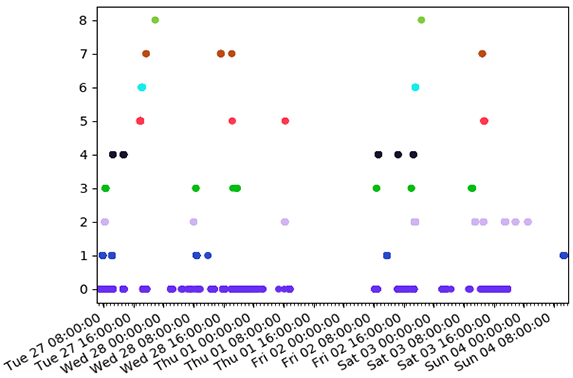 8
7
6
5
4
3
2
1
0
Tue 27 08:00:00
Tue 27 16:00:00
Wed 28 00:00:00
Wed 28 08:00:00
Wed 28 16:00:00
Thu 01 00:00:00
Thu 01 08:00:00
Thu 01 16:00:00
Fri 02 00:00:00
Fri 02 08:00:00
Fri 02 16:00:00
Sat 03 00:00:00
Sat 03 08:00:00
Sat 03 16:00:00
Sun 04 00:00:00
Sun 04 08:00:00